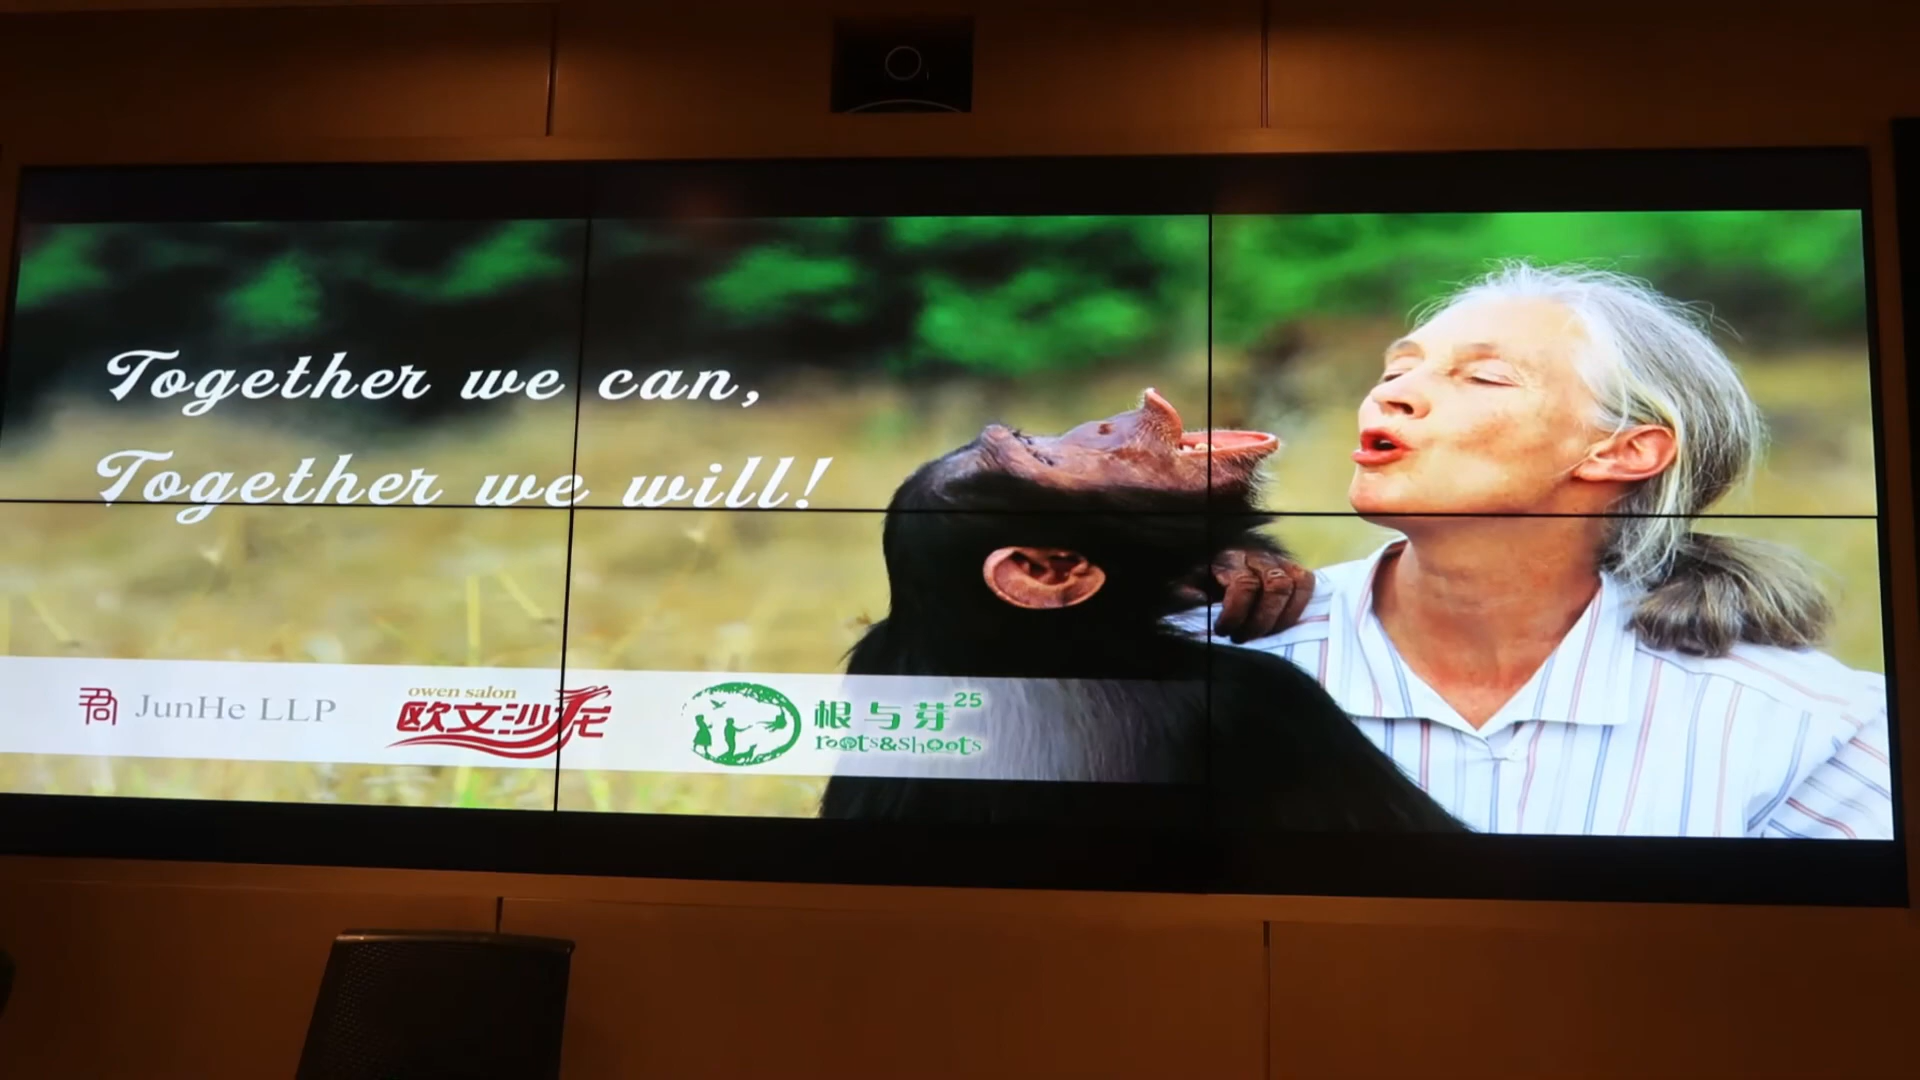 Together we can,
Together we will!
君 JunHe LLP
owen salon
欧文沙龙
根与芽25
roots&shoots